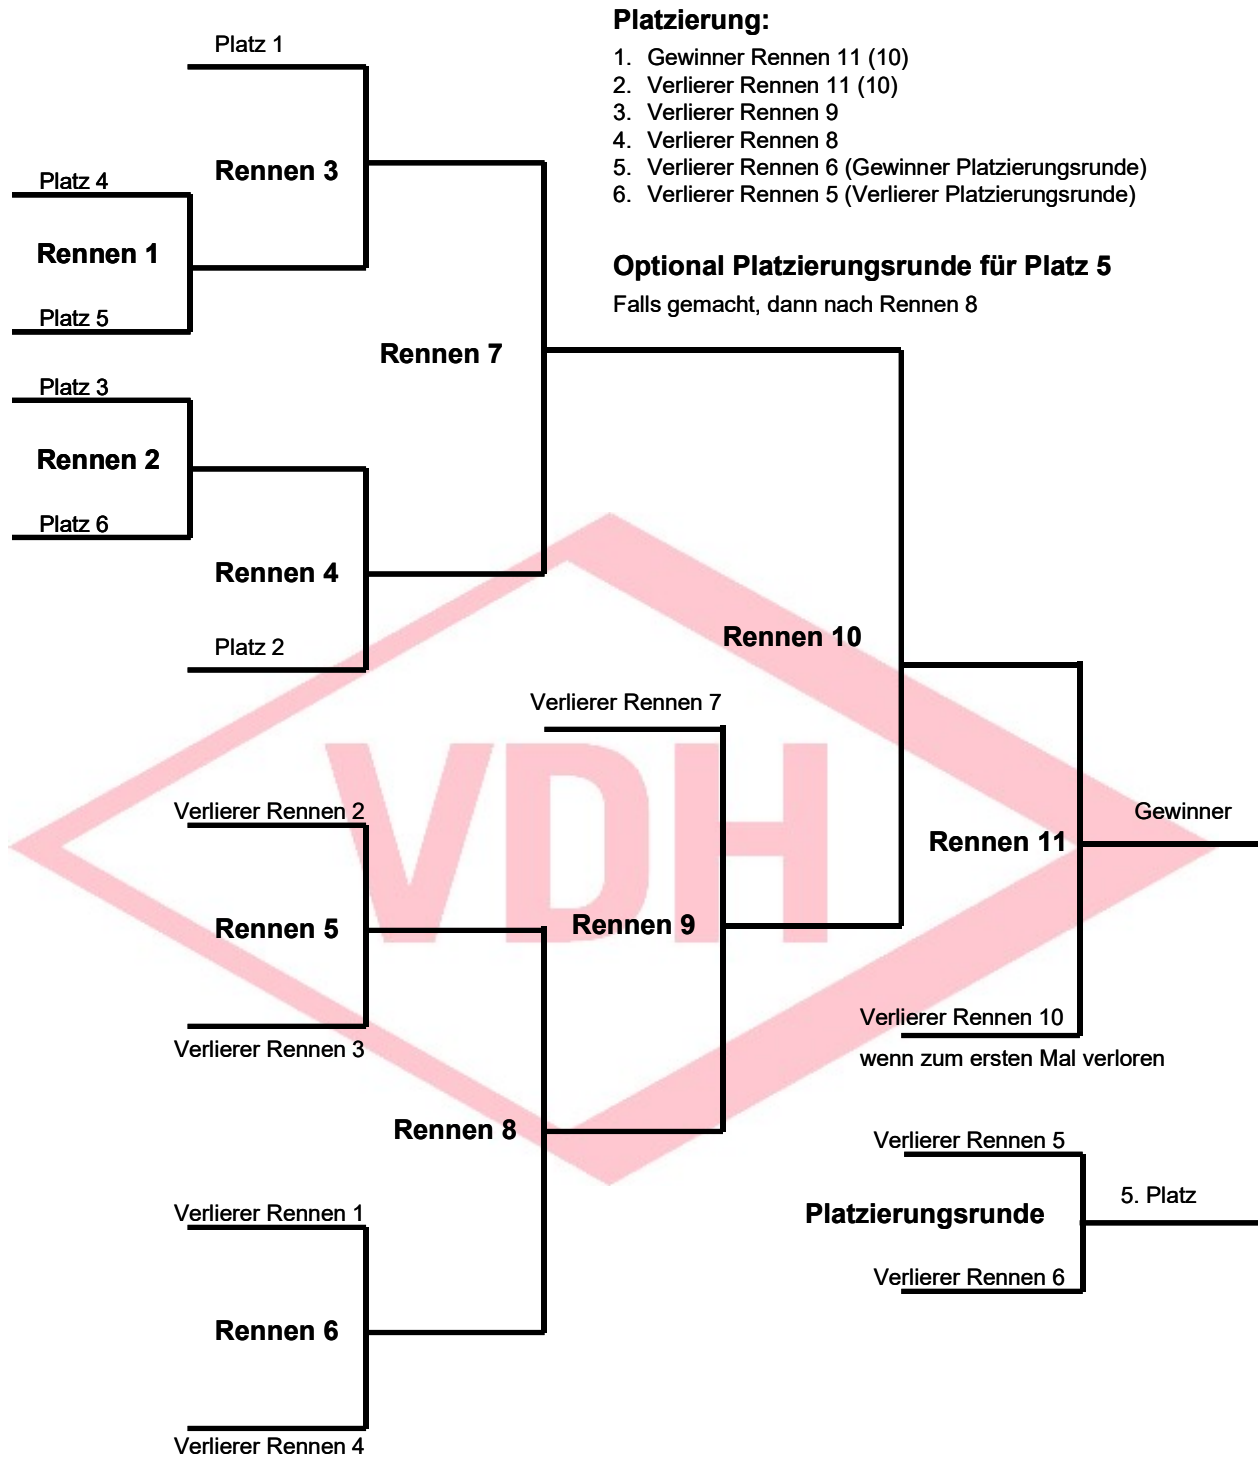 Platzierung:
1. Gewinner Rennen 11 (10)
2. Verlierer Rennen 11 (10)
3. Verlierer Rennen 9
4. Verlierer Rennen 8
5. Verlierer Rennen 6 (Gewinner Platzierungsrunde)
6. Verlierer Rennen 5 (Verlierer Platzierungsrunde)
Optional Platzierungsrunde für Platz 5
Falls gemacht, dann nach Rennen 8
Platz 1
Rennen 3
Platz 4
Rennen 1
Platz 5
Rennen 7
Platz 3
Rennen 2
Platz 6
Rennen 4
Platz 2
Rennen 10
Verlierer Rennen 7
VDH
Verlierer Rennen 2
Gewinner
Rennen 11
Rennen 5
Rennen 9
Verlierer Rennen 10
wenn zum ersten Mal verloren
Verlierer Rennen 3
Rennen 8
Verlierer Rennen 5
Platzierungsrunde
5. Platz
Verlierer Rennen 6
Verlierer Rennen 1
Rennen 6
Verlierer Rennen 4